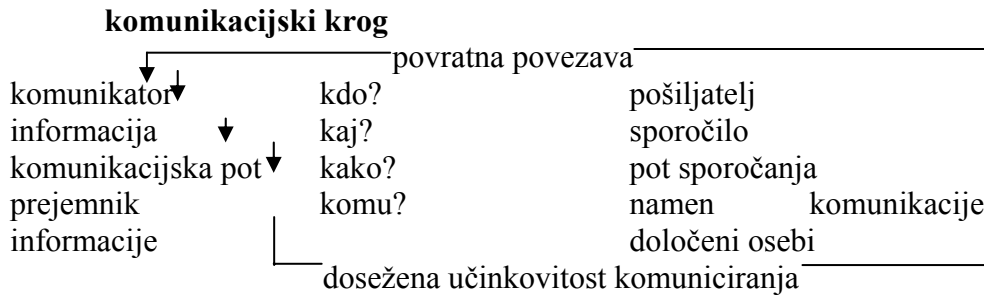 komunikacijski krog
povratna povezava
komunikator kdo? pošiljatelj
informacija kaj? sporočilo
komunikacijska pot kako? pot sporočanja
prejemnik komu? namen komunikacije
informacije določeni osebi
dosežena učinkovitost komuniciranja